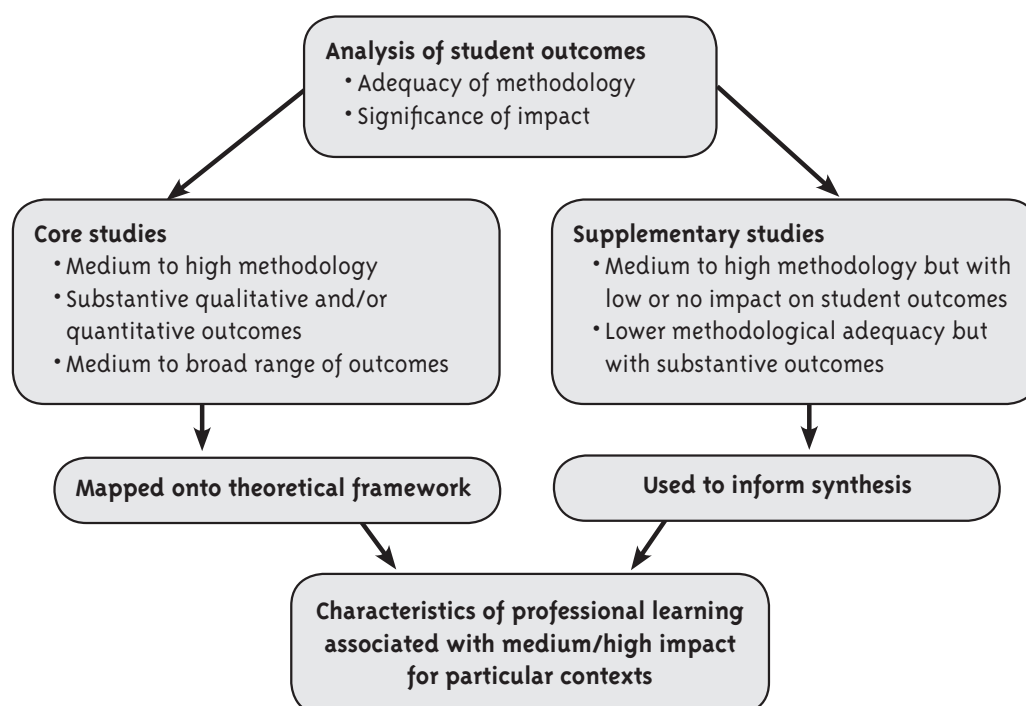 Analysis of student outcomes
• Adequacy of methodology
• Significance of impact
Core studies
• Medium to high methodology
• Substantive qualitative and/or
quantitative outcomes
• Medium to broad range of outcomes
Supplementary studies
• Medium to high methodology but with
low or no impact on student outcomes
• Lower methodological adequacy but
with substantive outcomes
Mapped onto theoretical framework
Used to inform synthesis
Characteristics of professional learning
associated with medium/high impact
for particular contexts